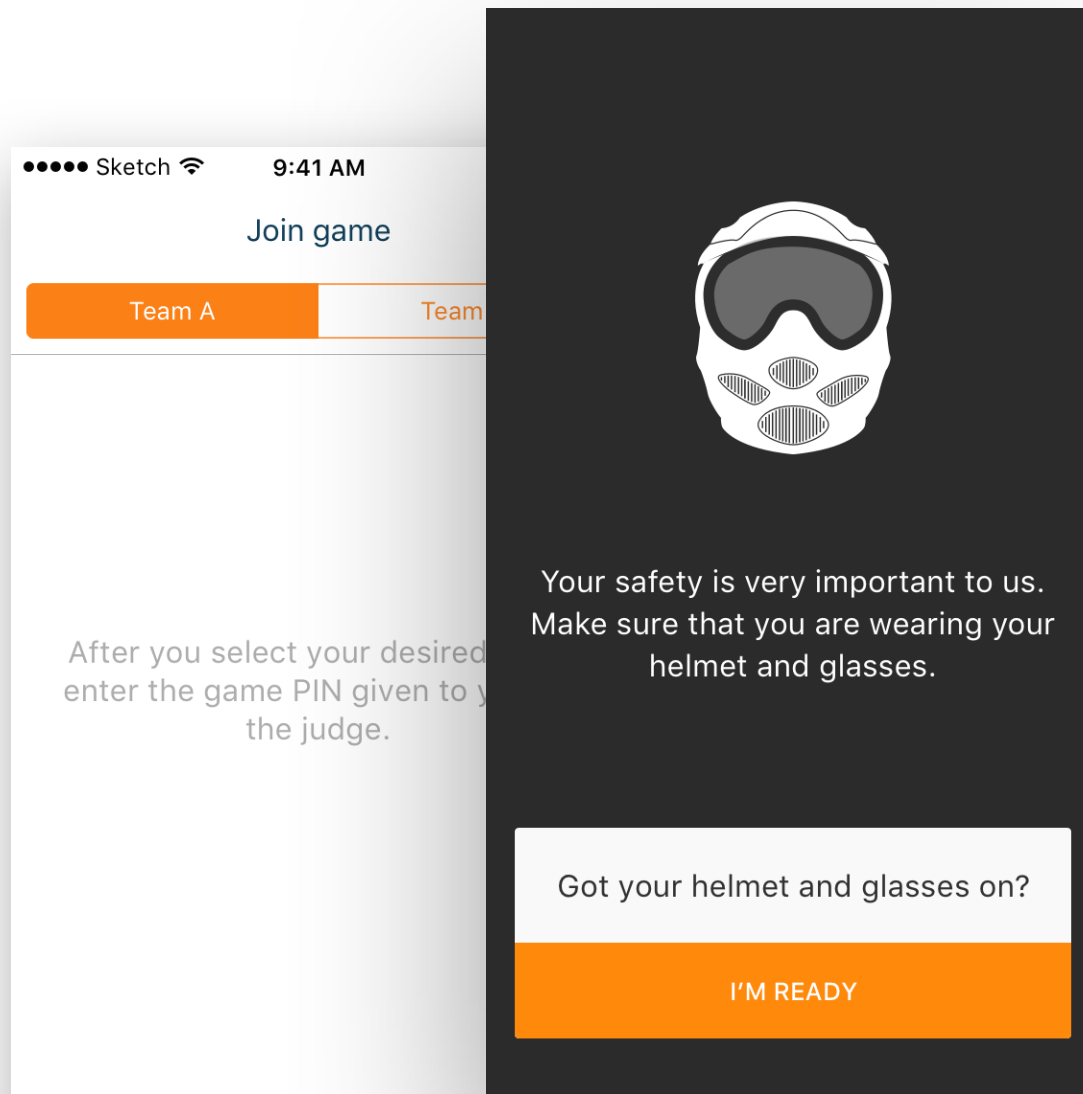 Sketch
9:41 AM
Join game
Team A
Team
After you select your desired
enter the game PIN given to
the judge.
Your safety is very important to us.
Make sure that you are wearing your
helmet and glasses.
Got your helmet and glasses on?
I’M READY